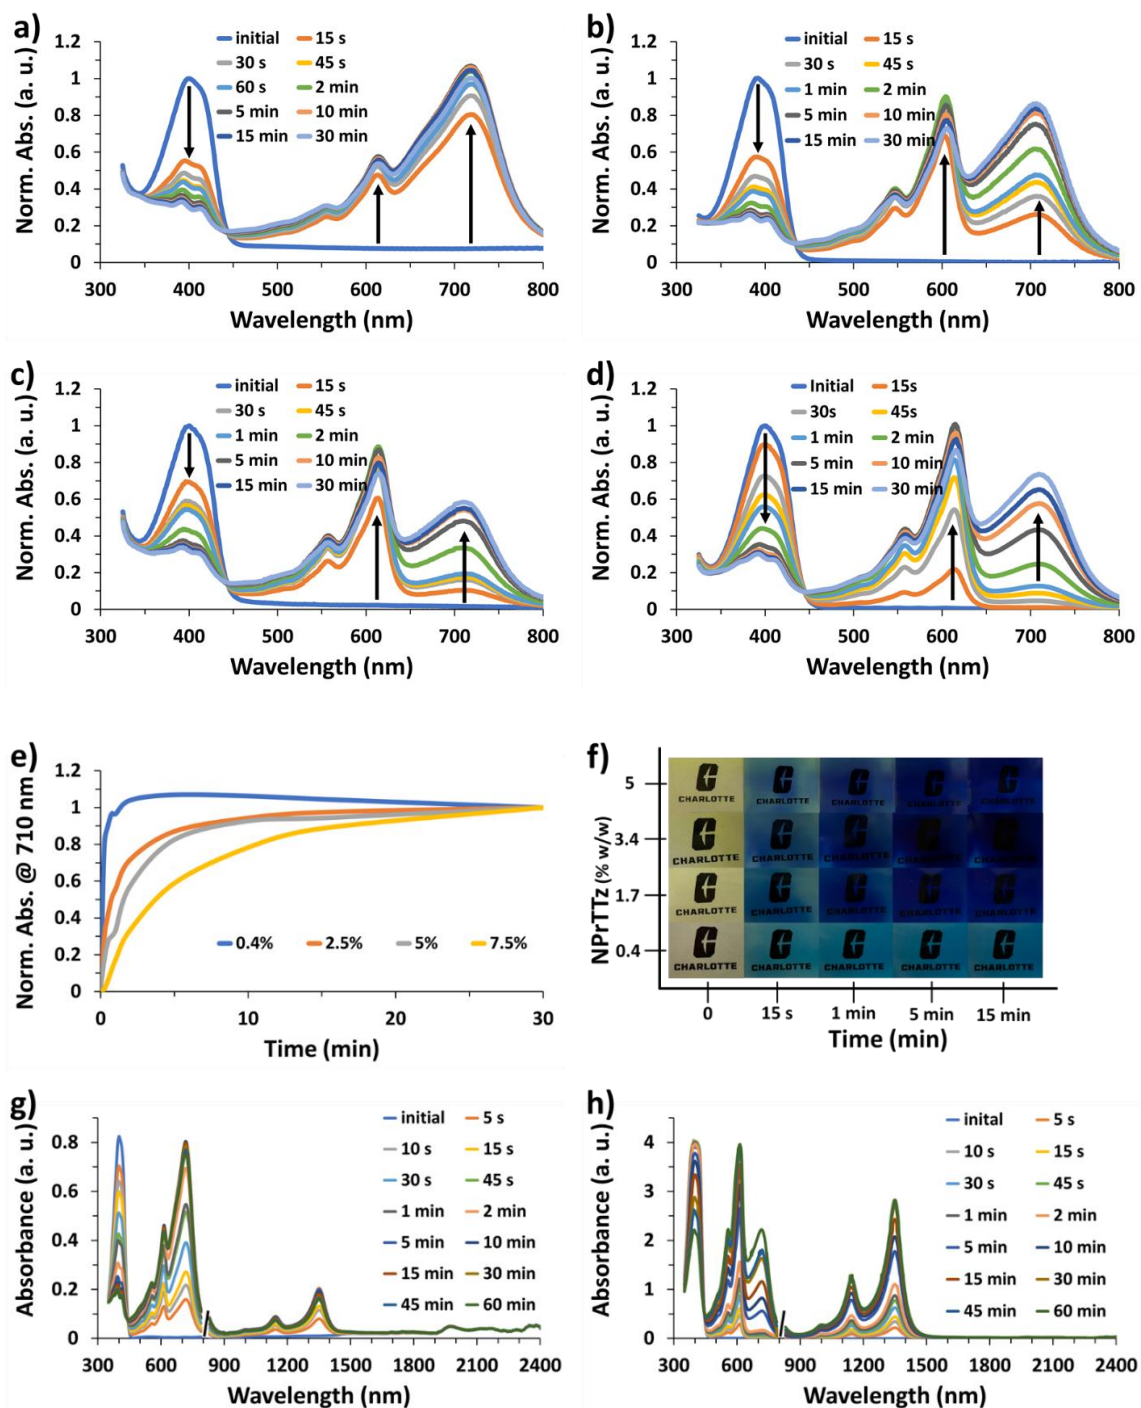 a)
Norm. Abs. (a. u.)
1.2
1
0.8
0.6
0.4
0.2
0
initial 15 s
30 s 45 s
60 s 2 min
5 min 10 min
15 min 30 min
300 400 500 600 700 800
Wavelength (nm)
b)
Norm. Abs. (a. u.)
1.2
1
0.8
0.6
0.4
0.2
0
initial 15 s
30 s 45 s
1 min 2 min
5 min 10 min
15 min 30 min
300 400 500 600 700 800
Wavelength (nm)
c)
Norm. Abs. (a. u.)
1.2
1
0.8
0.6
0.4
0.2
0
initial 15 s
30 s 45 s
1 min 2 min
5 min 10 min
15 min 30 min
300 400 500 600 700 800
Wavelength (nm)
d)
Norm. Abs. (a. u.)
1.2
1
0.8
0.6
0.4
0.2
0
Initial 15s
30s 45s
1 min 2 min
5 min 10 min
15 min 30 min
300 400 500 600 700 800
Wavelength (nm)
e)
Norm. Abs. @ 710 nm
1.2
1
0.8
0.6
0.4
0.2
0
0.4% 2.5% 5% 7.5%
0 10 20 30
Time (min)
f)
NPrTTz (% w/w)
5
3.4
1.7
0.4
CHARLOTTE CHARLOTTE CHARLOTTE CHARLOTTE CHARLOTTE
CHARLOTTE CHARLOTTE CHARLOTTE CHARLOTTE CHARLOTTE
CHARLOTTE CHARLOTTE CHARLOTTE CHARLOTTE CHARLOTTE
CHARLOTTE CHARLOTTE CHARLOTTE CHARLOTTE CHARLOTTE
0 15 s 1 min 5 min 15 min
Time (min)
g)
Absorbance (a. u.)
0.8
0.6
0.4
0.2
0
initial 5 s
10 s 15 s
30 s 45 s
1 min 2 min
5 min 10 min
15 min 30 min
45 min 60 min
300 600 900 1200 1500 1800 2100 2400
Wavelength (nm)
h)
Absorbance (a. u.)
4
3
2
1
0
inital 5 s
10 s 15 s
30 s 45 s
1 min 2 min
5 min 10 min
15 min 30 min
45 min 60 min
300 600 900 1200 1500 1800 2100 2400
Wavelength (nm)